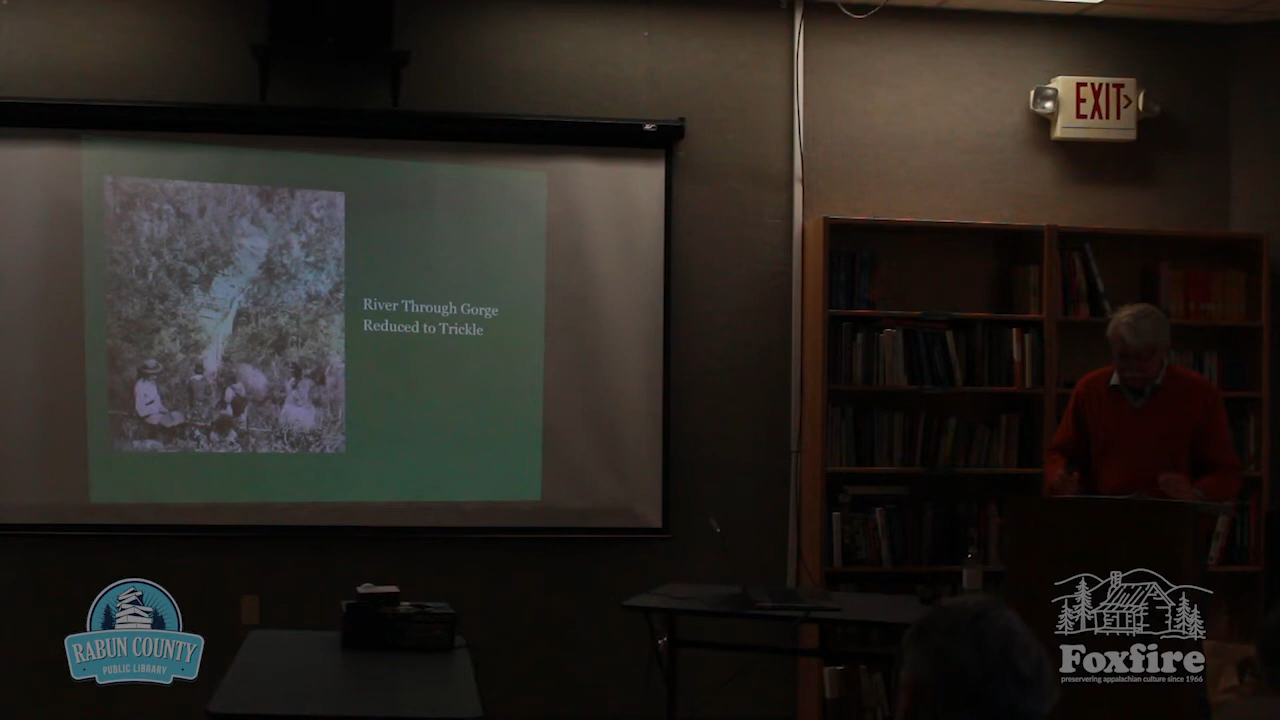 EXIT>
River Through Gorge
Reduced to Trickle
RABUN COUNTY
PUBLIC LIBRARY
Foxfire
preserving appalachian culture since 1966